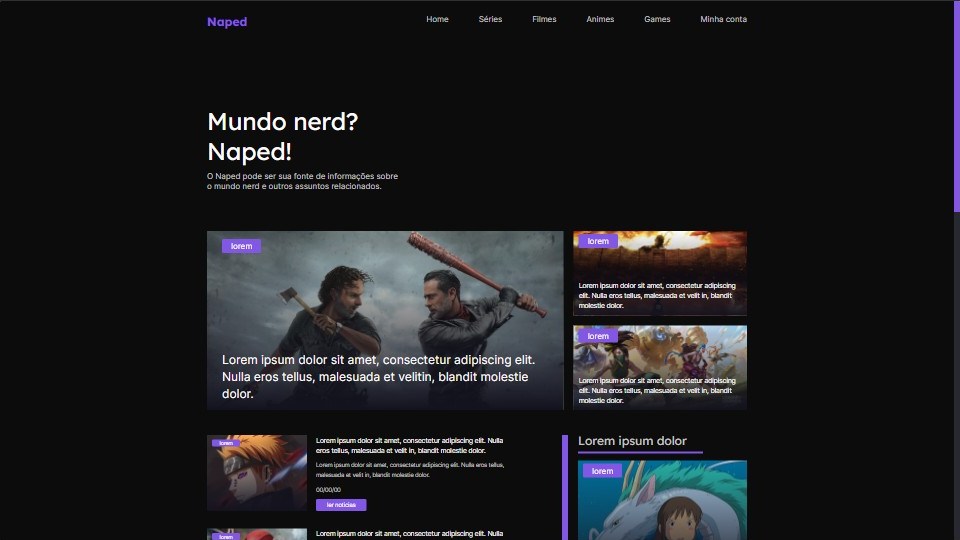 Naped
Home
Séries
Filmes
Animes
Games
Minha conta
Mundo nerd?
Naped!
O Naped pode ser sua fonte de informações sobre
o mundo nerd e outros assuntos relacionados.
lorem
Lorem ipsum dolor sit amet, consectetur adipiscing elit.
Nulla eros tellus, malesuada et velitin, blandit molestie
dolor.
lorem
Lorem ipsum dolor sit amet, consectetur adipiscing
elit. Nulla eros tellus, malesuada et velit in, blandit
molestie dolor.
lorem
Lorem ipsum dolor sit amet, consectetur adipiscing
elit. Nulla eros tellus, malesuada et velit in, blandit
molestie dolor.
lorem
Lorem ipsum dolor sit amet, consectetur adipiscing elit. Nulla
eros tellus, malesuada et velit in, blandit molestie dolor.
Lorem ipsum dolor sit amet, consectetur adipiscing elit. Nulla eros tellus,
malesuada et velit in, blandit molestie dolor.
00/00/00
ler noticias
lorem
Lorem ipsum dolor sit amet, consectetur adipiscing elit. Nulla
Lorem ipsum dolor
lorem